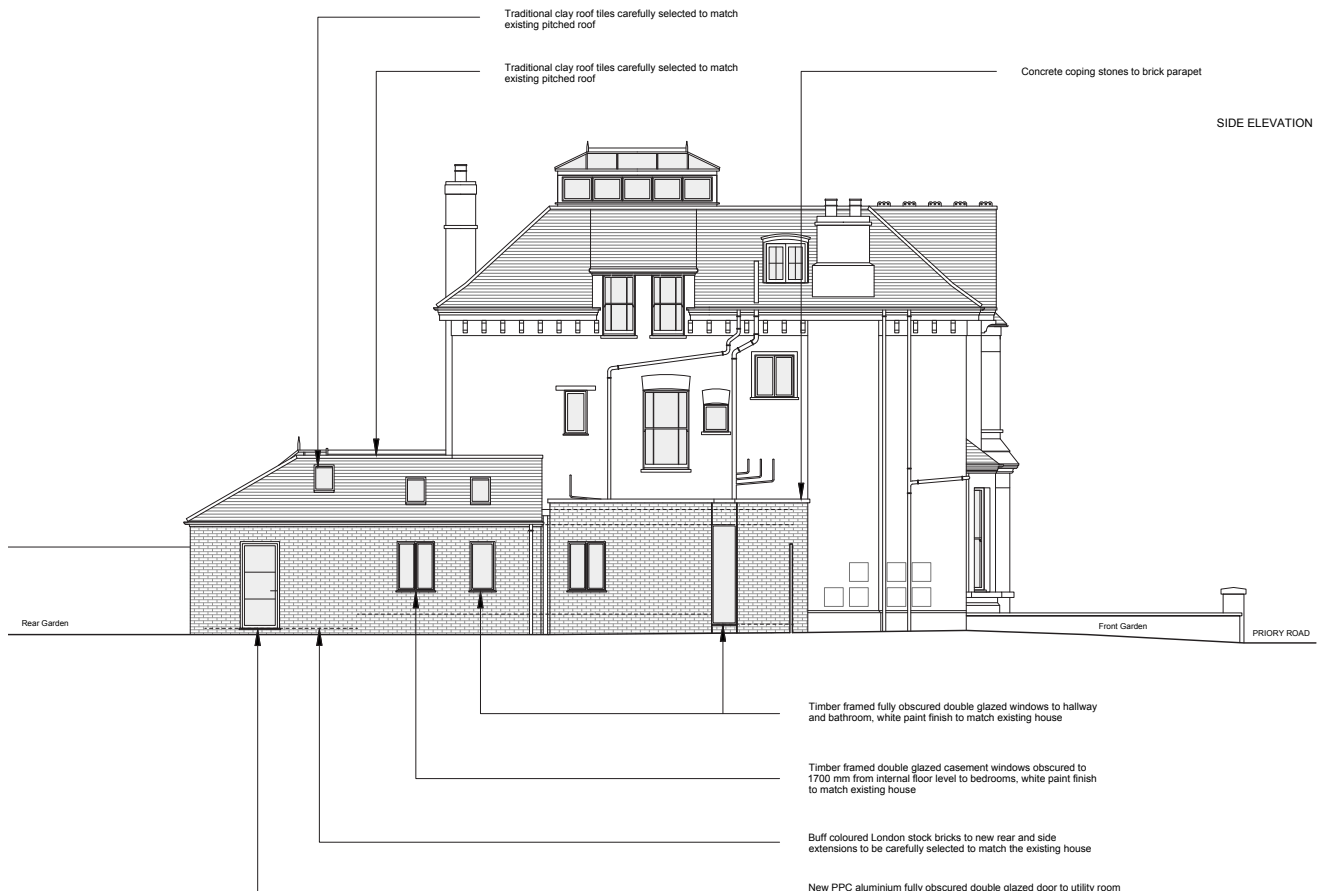 Traditional clay roof tiles carefully selected to match
existing pitched roof
Traditional clay roof tiles carefully selected to match
existing pitched roof
Concrete coping stones to brick parapet
SIDE ELEVATION
Rear Garden
Front Garden
PRIORY ROAD
Timber framed fully obscured double glazed windows to hallway
and bathroom, white paint finish to match existing house
Timber framed double glazed casement windows obscured to
1700 mm from internal floor level to bedrooms, white paint finish
to match existing house
Buff coloured London stock bricks to new rear and side
extensions to be carefully selected to match the existing house
New PPC aluminium fully obscured double glazed door to utility room